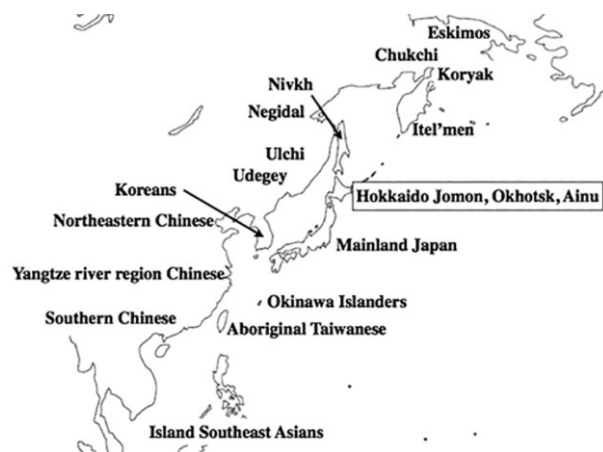 Eskimos
Chukchi
Koryak
Nivkh
Negidal
Itel'men
Ulchi
Udegey
Koreans
Hokkaido Jomon, Okhotsk, Ainu
Northeastern Chinese
Mainland Japan
Yangtze river region Chinese
Okinawa Islanders
Southern Chinese
Aboriginal Taiwanese
Island Southeast Asians